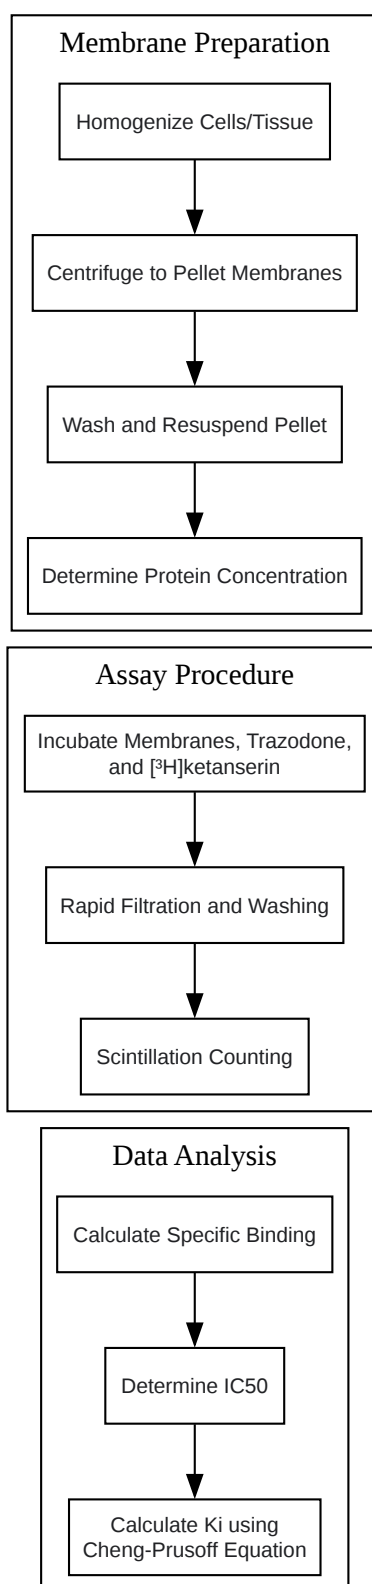 Membrane Preparation
Homogenize Cells/Tissue
Centrifuge to Pellet Membranes
Wash and Resuspend Pellet
Determine Protein Concentration
Assay Procedure
Incubate Membranes, Trazodone,
and [³H]ketanserin
Rapid Filtration and Washing
Scintillation Counting
Data Analysis
Calculate Specific Binding
Determine IC50
Calculate Ki using
Cheng-Prusoff Equation